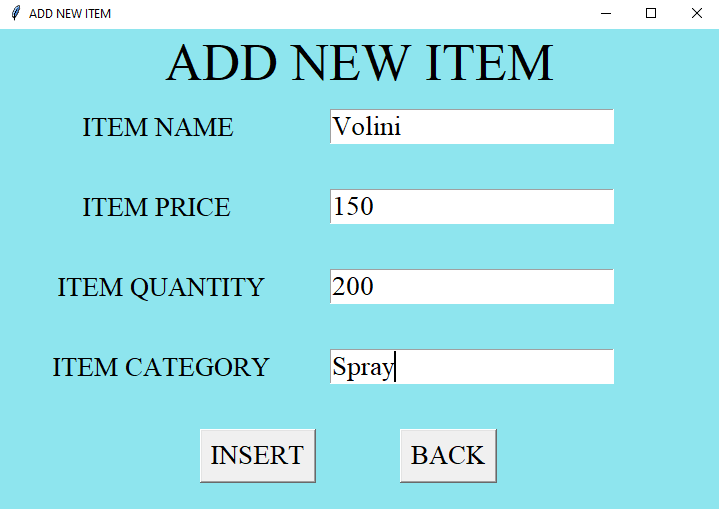 ADD NEW ITEM
ADD NEW ITEM
ITEM NAME Volini
ITEM PRICE 150
ITEM QUANTITY 200
ITEM CATEGORY Spray
INSERT BACK